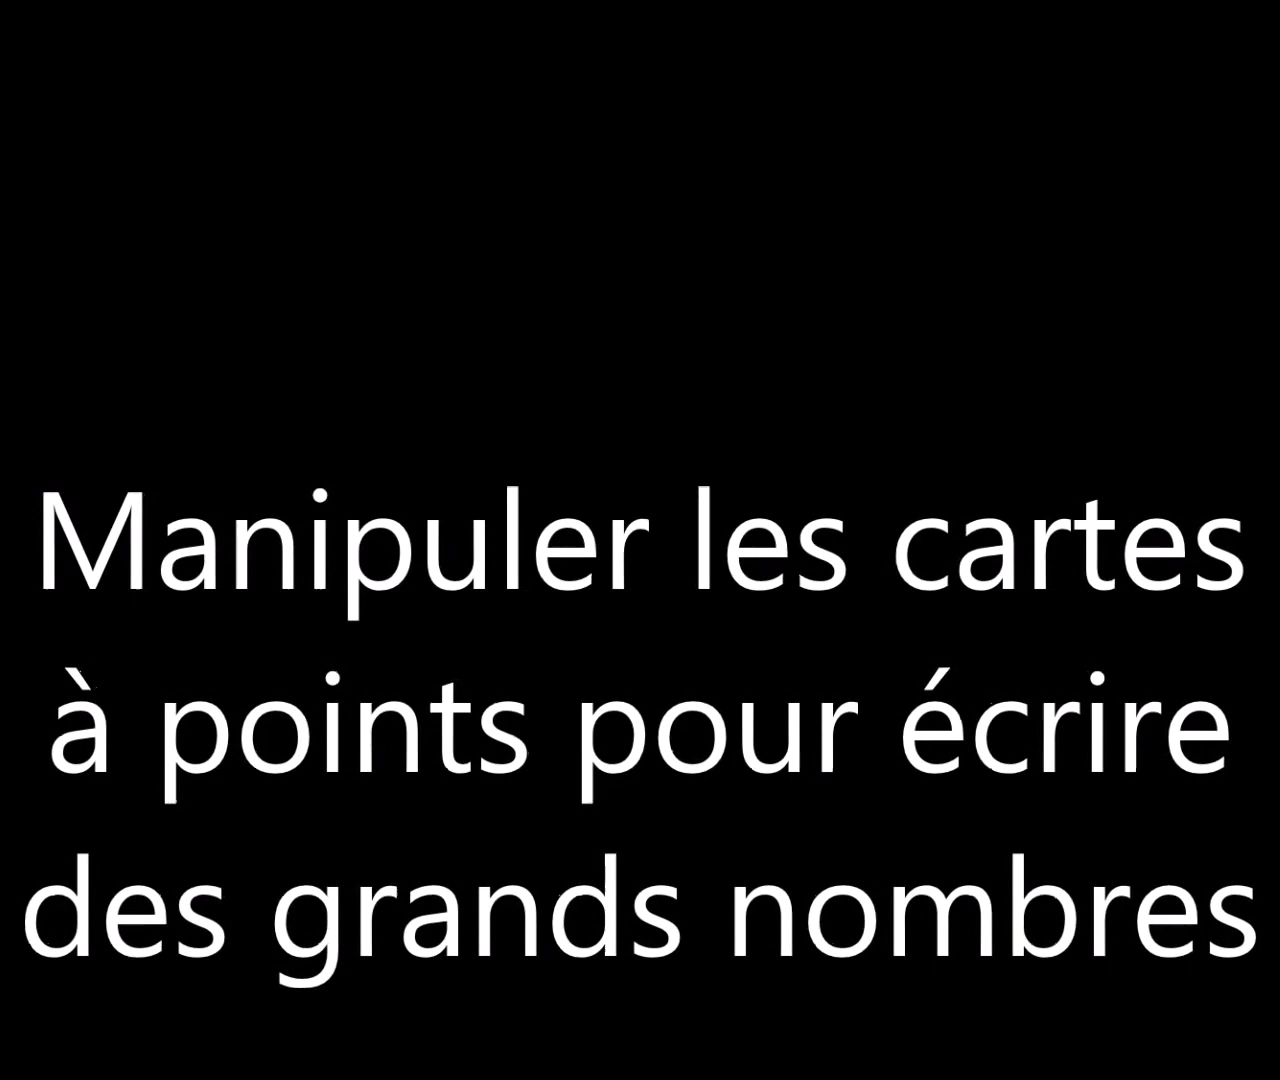 Manipuler les cartes
à points pour écrire
des grands nombres